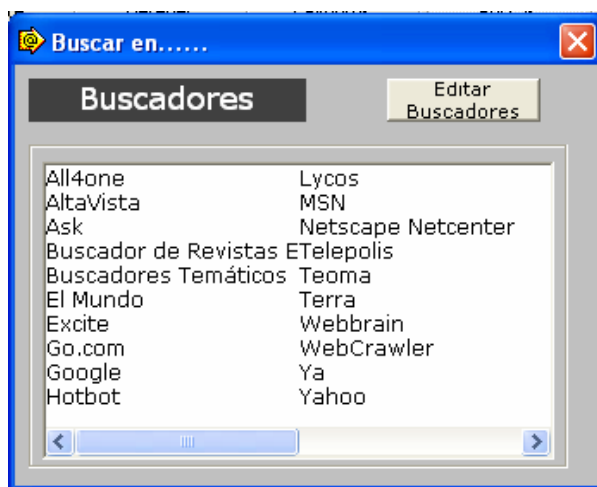 Buscar en......
Buscadores
Editar
Buscadores
All4one
AltaVista
Ask
Buscador de Revistas E
Buscadores Temáticos
El Mundo
Excite
Go.com
Google
Hotbot
Lycos
MSN
Netscape Netcenter
Telepolis
Teoma
Terra
Webbrain
WebCrawler
Ya
Yahoo